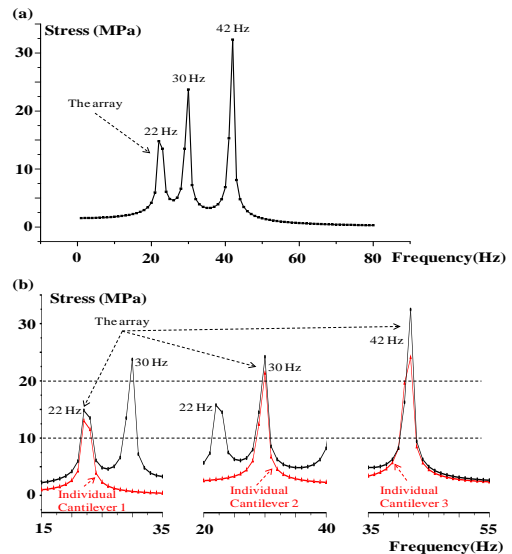 (a)
Stress (MPa)
42 Hz
30
30 Hz
The array
20
22 Hz
10
0
0 20 40 60 80 Frequency(Hz)
(b)
Stress (MPa)
The array
30
42 Hz
30 Hz
30 Hz
20
22 Hz
22 Hz
10
0
Individual
Cantilever 1
Individual
Cantilever 2
Individual
Cantilever 3
15 35 20 40 35 55
Frequency(Hz)